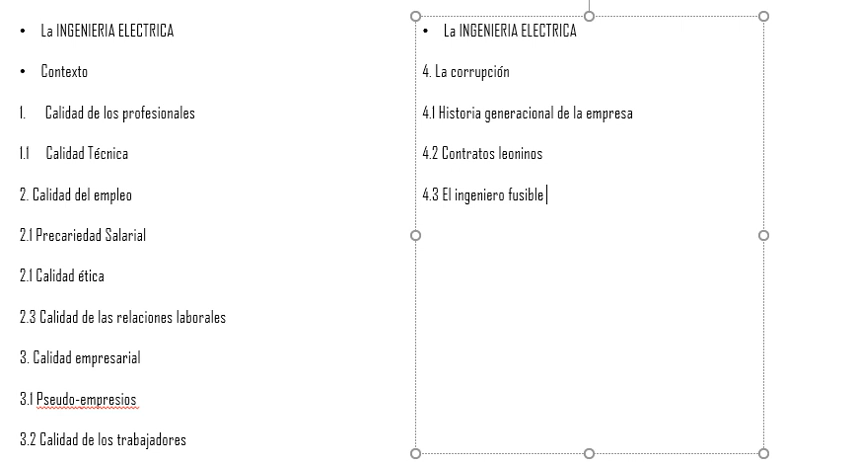 • La INGENIERIA ELECTRICA
• Contexto
1. Calidad de los profesionales
1.1 Calidad Técnica
2. Calidad del empleo
2.1 Precariedad Salarial
2.1 Calidad ética
2.3 Calidad de las relaciones laborales
3. Calidad empresarial
3.1 Pseudo-empresios
3.2 Calidad de los trabajadores
• La INGENIERIA ELECTRICA
4. La corrupción
4.1 Historia generacional de la empresa
4.2 Contratos leoninos
4.3 El ingeniero fusible